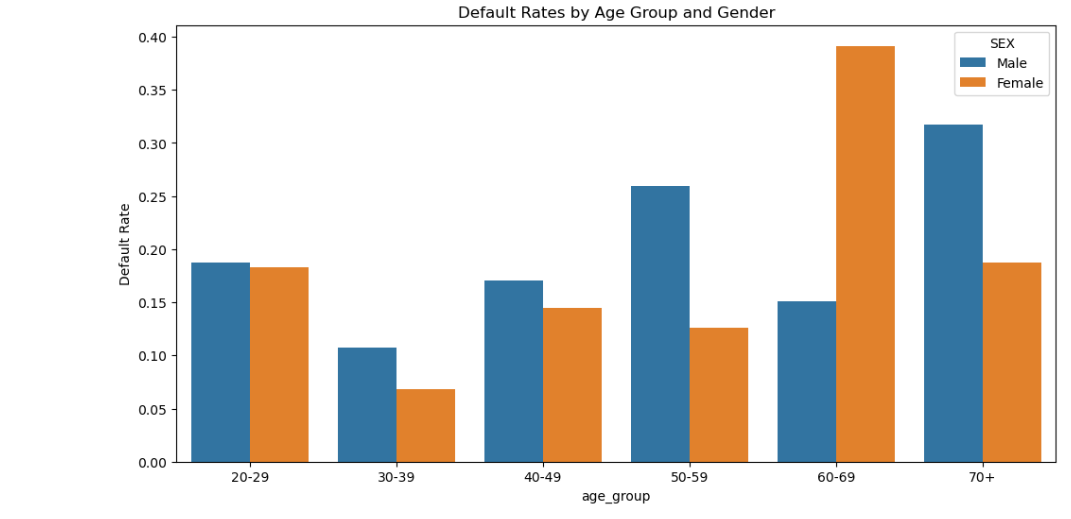 Default Rates by Age Group and Gender
SEX
Male
Female
Default Rate
0.40
0.35
0.30
0.25
0.20
0.15
0.10
0.05
0.00
20-29 30-39 40-49 50-59 60-69 70+
age_group